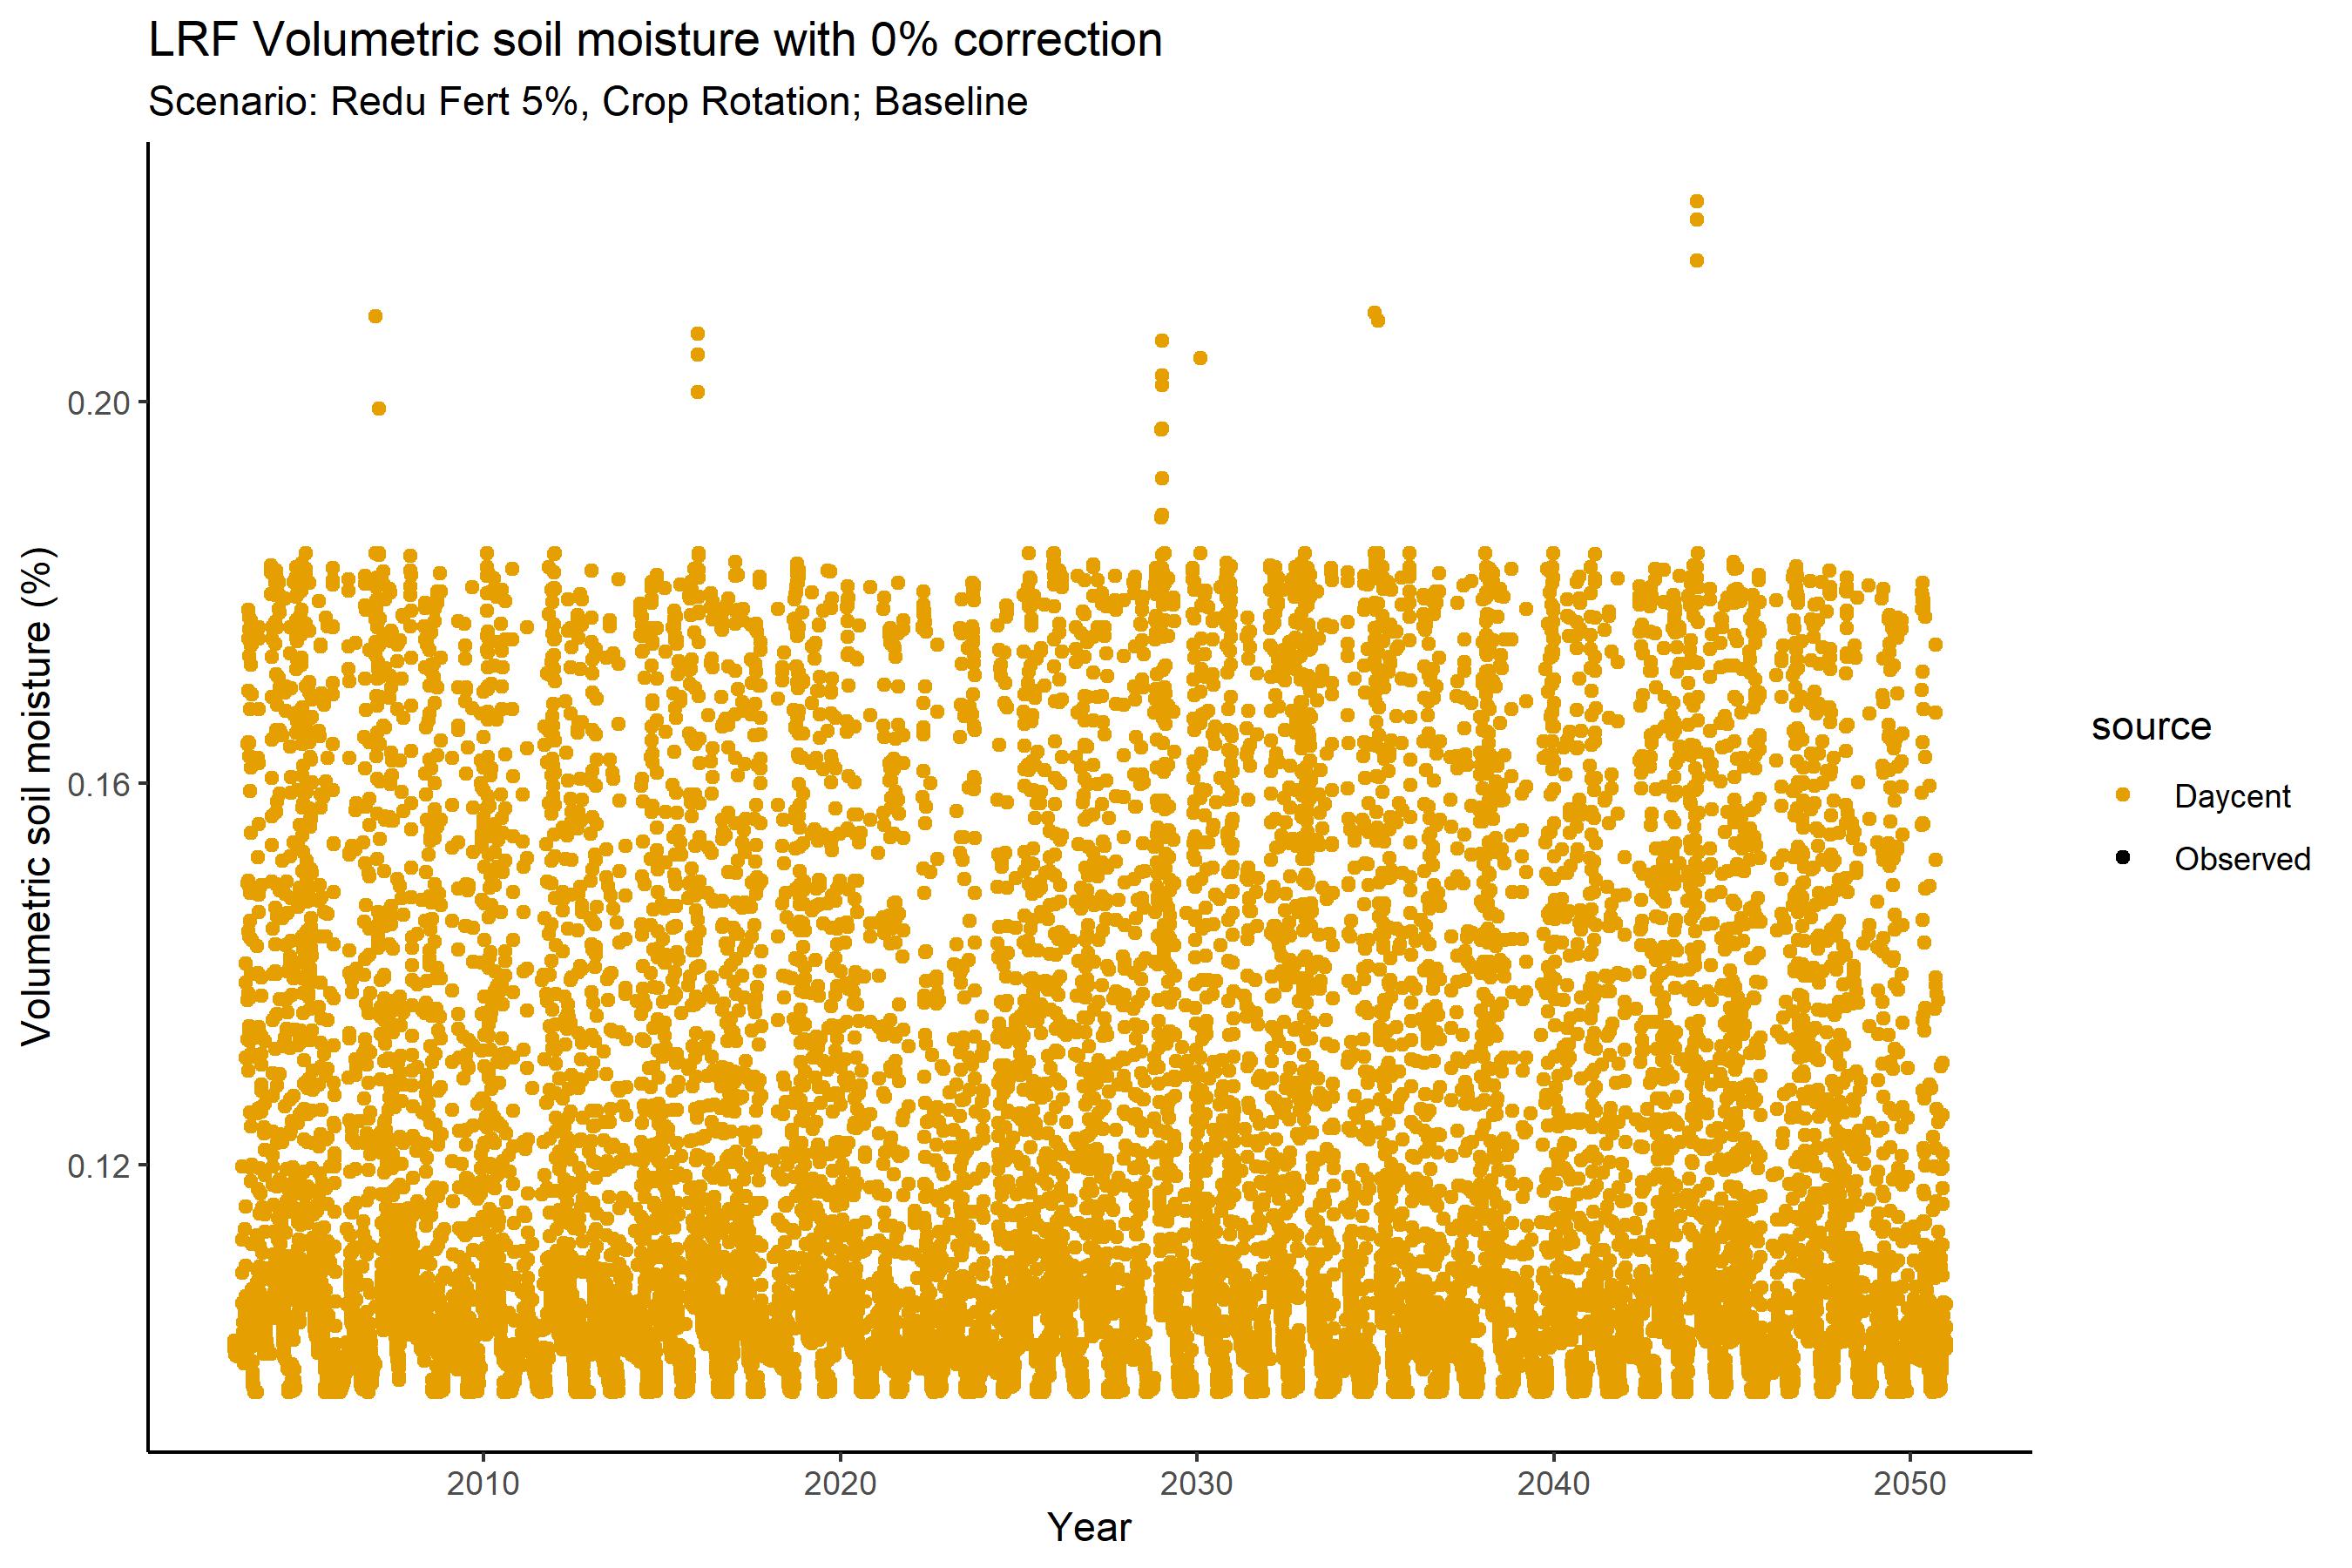 LRF Volumetric soil moisture with 0% correction
Scenario: Redu Fert 5%, Crop Rotation; Baseline
Volumetric soil moisture (%)
0.20
0.16
0.12
2010
2020
2030
2040
2050
Year
source
Daycent
Observed